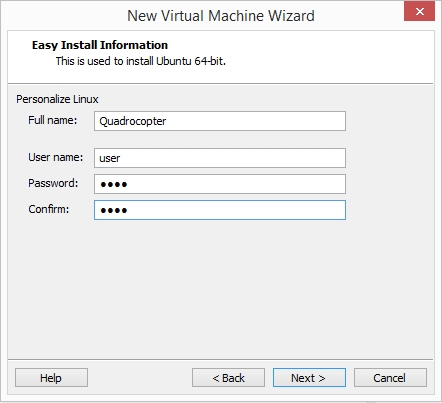 New Virtual Machine Wizard
Easy Install Information
This is used to install Ubuntu 64-bit.
Personalize Linux
Full name: Quadrocopter
User name: user
Password: ●●●●
Confirm: ●●●●
Help < Back Next > Cancel